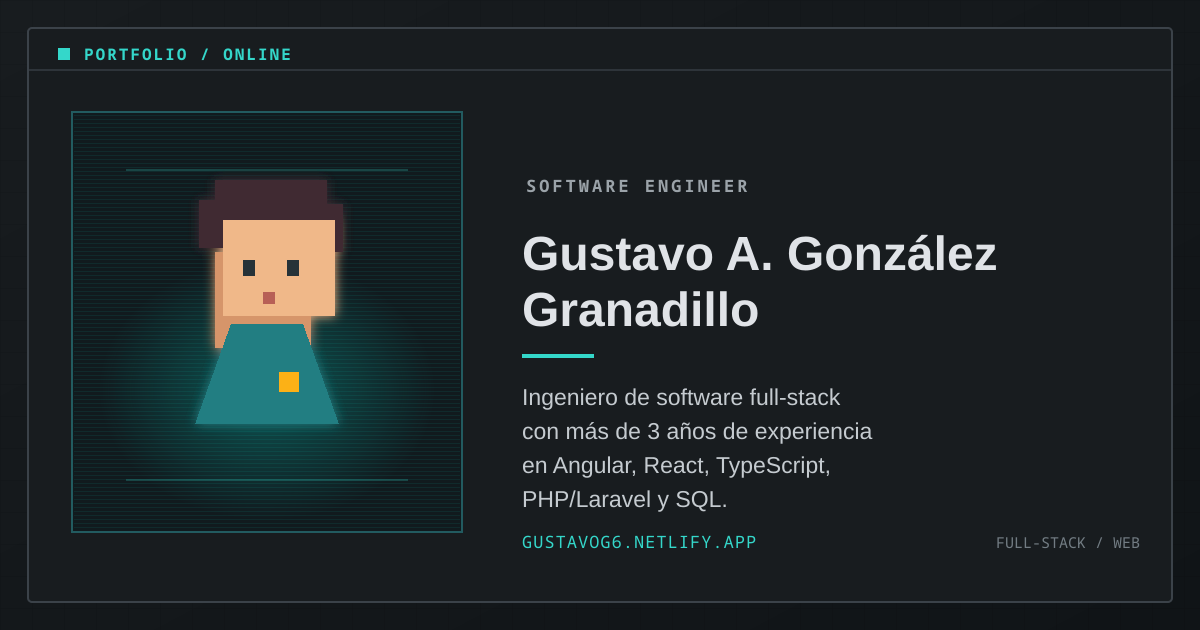 PORTFOLIO / ONLINE
SOFTWARE ENGINEER
Gustavo A. González
Granadillo
Ingeniero de software full-stack
con más de 3 años de experiencia
en Angular, React, TypeScript,
PHP/Laravel y SQL.
GUSTAVOG6.NETLIFY.APP
FULL-STACK / WEB